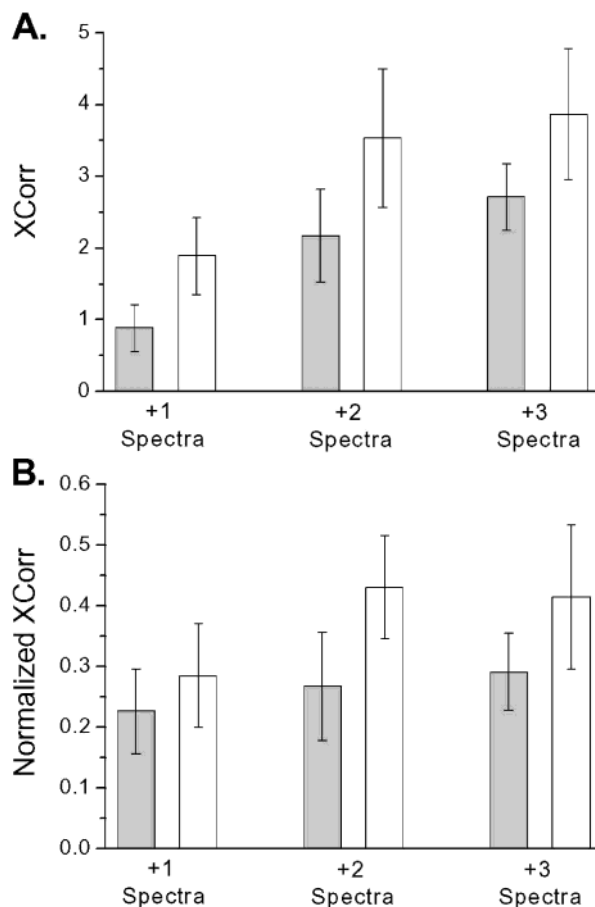 A.
5
4
3
2
1
0
XCorr
+1 +2 +3
Spectra Spectra Spectra
B.
0.6
0.5
0.4
0.3
0.2
0.1
0.0
Normalized XCorr
+1 +2 +3
Spectra Spectra Spectra